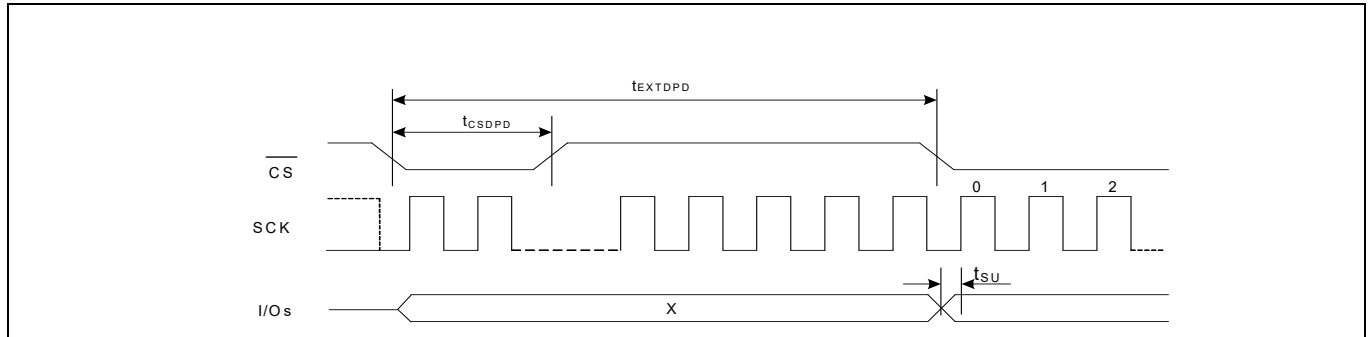 tEXTDPD
tCSDPD
CS
0 1 2
SCK
tSU
I/Os X